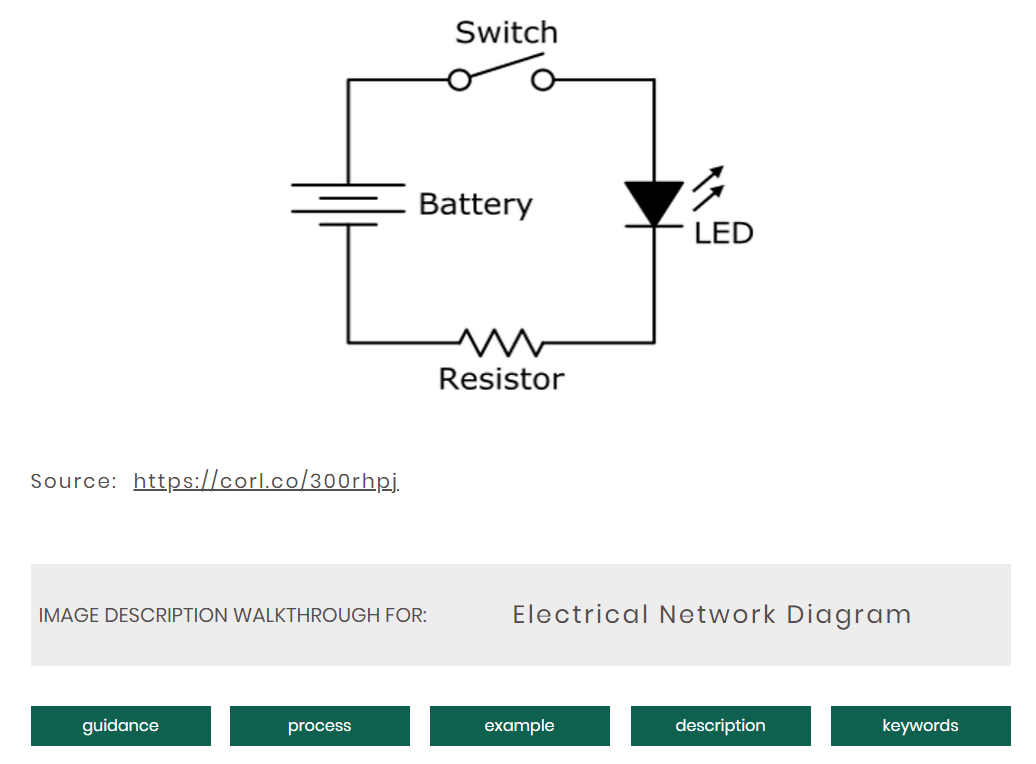 Switch
Battery
LED
Resistor
Source: https://corl.co/300rhpj
IMAGE DESCRIPTION WALKTHROUGH FOR: Electrical Network Diagram
guidance process example description keywords